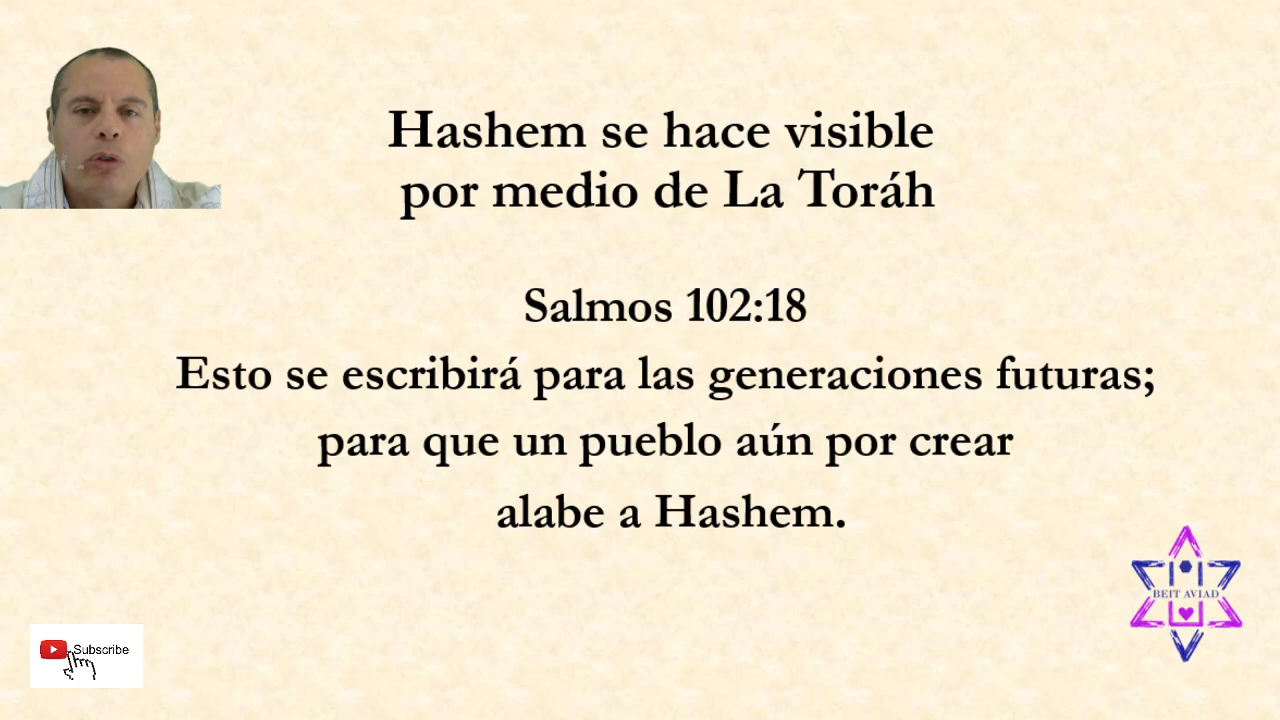 Hashem se hace visible
por medio de La Toráh
Salmos 102:18
Esto se escribirá para las generaciones futuras;
para que un pueblo aún por crear
alabe a Hashem.
BEIT AVIAD
Subscribe